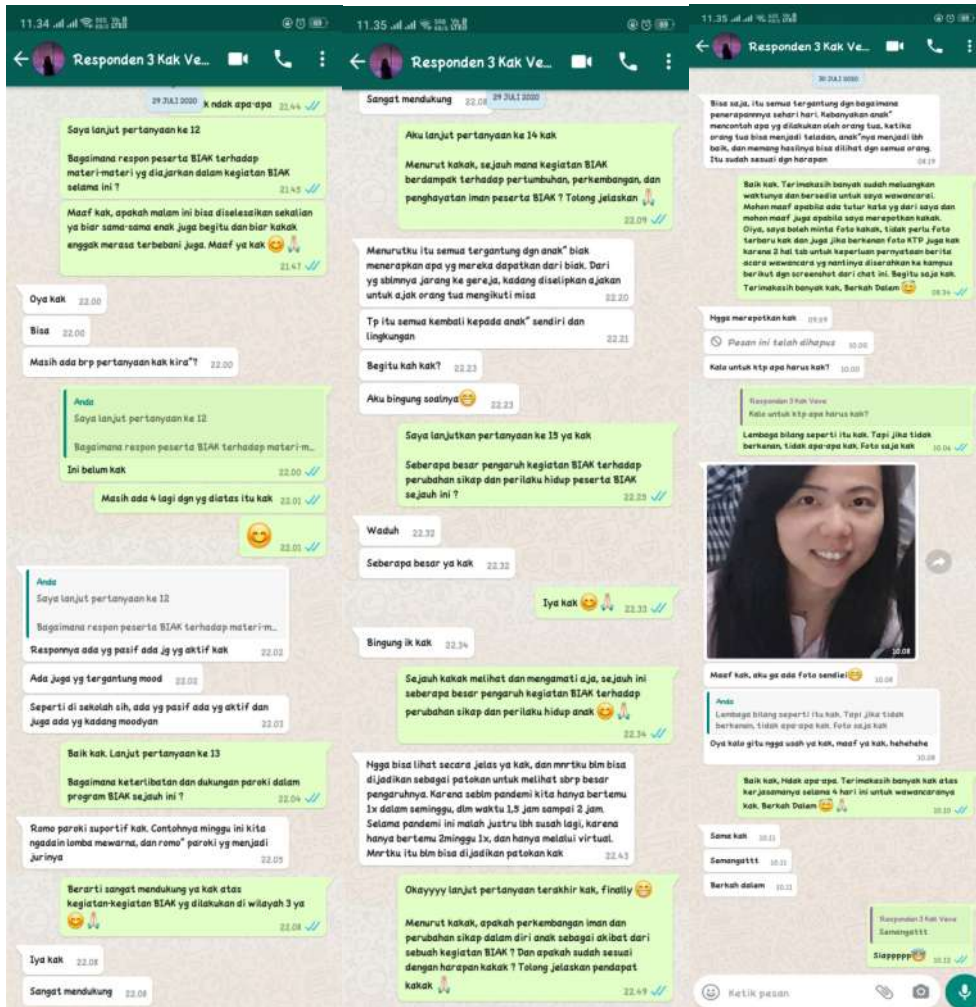 11.34
←
Responden 3 Kak Ve...
29 JULI 2020
k ndak apa-apa 21.44
Saya lanjut pertanyaan ke 12
Bagaimana respon peserta BIAK terhadap
materi-materi yg diajarkan dalam kegiatan BIAK
selama ini ?
21.45
Maaf kak, apakah malam ini bisa diselesaikan sekalian
ya biar sama-sama enak juga begitu dan biar kakak
enggak merasa terbebani juga. Maaf ya kak
21.47
Oya kak 22.00
Bisa 22.00
Masih ada brp pertanyaan kak kira"? 22.00
Anda
Saya lanjut pertanyaan ke 12
Bagaimana respon peserta BIAK terhadap materi-m...
Ini belum kak
22.00
Masih ada 4 lagi dgn yg diatas itu kak 22.01
22.01
Anda
Saya lanjut pertanyaan ke 12
Bagaimana respon peserta BIAK terhadap materi-m...
Responnya ada yg pasif ada jg yg aktif kak 22.02
Ada juga yg tergantung mood 22.02
Seperti di sekolah sih, ada yg pasif ada yg aktif dan
juga ada yg kadang moodyan 22.03
Baik kak. Lanjut pertanyaan ke 13
Bagaimana keterlibatan dan dukungan paroki dalam
program BIAK sejauh ini ? 22.04
Romo paroki suportif kak. Contohnya minggu ini kita
ngadain lomba mewarna, dan romo" paroki yg menjadi
jurinya 22.05
Berarti sangat mendukung ya kak atas
kegiatan-kegiatan BIAK yg dilakukan di wilayah 3 ya
22.08
Iya kak 22.08
Sangat mendukung 22.08
11.35
←
Responden 3 Kak Ve...
Sangat mendukung 22.08
29 JULI 2020
Aku lanjut pertanyaan ke 14 kak
Menurut kakak, sejauh mana kegiatan BIAK
berdampak terhadap pertumbuhan, perkembangan, dan
penghayatan iman peserta BIAK ? Tolong jelaskan
22.09
Menurutku itu semua tergantung dgn anak" biak
menerapkan apa yg mereka dapatkan dari biak. Dari
yg sblmnya jarang ke gereja, kadang diselipkan ajakan
untuk ajak orang tua mengikuti misa 22.20
Tp itu semua kembali kepada anak" sendiri dan
lingkungan 22.21
Begitu kah kak? 22.23
Aku bingung soalnya 22.23
Saya lanjutkan pertanyaan ke 15 ya kak
Seberapa besar pengaruh kegiatan BIAK terhadap
perubahan sikap dan perilaku hidup peserta BIAK
sejauh ini ? 22.25
Waduh 22.32
Seberapa besar ya kak 22.32
Iya kak 22.33
Bingung ik kak 22.34
Sejauh kakak melihat dan mengamati aja, sejauh ini
seberapa besar pengaruh kegiatan BIAK terhadap
perubahan sikap dan perilaku hidup anak
22.34
Ngga bisa lihat secara jelas ya kak, dan mnrtku blm bisa
dijadikan sebagai patokan untuk melihat sbrp besar
pengaruhnya. Karena seblm pandemi kita hanya bertemu
1x dalam seminggu, dlm waktu 1,5 jam sampai 2 jam.
Selama pandemi ini malah justru lbh susah lagi, karena
hanya bertemu 2minggu 1x, dan hanya melalui virtual.
Mnrtku itu blm bisa dijadikan patokan kak 22.43
Okayyyy lanjut pertanyaan terakhir kak, finally
Menurut kakak, apakah perkembangan iman dan
perubahan sikap dalam diri anak sebagai akibat dari
sebuah kegiatan BIAK ? Dan apakah sudah sesuai
dengan harapan kakak ? Tolong jelaskan pendapat
kakak
22.49
11.35
←
Responden 3 Kak Ve...
30 JULI 2020
Bisa saja, itu semua tergantung dgn bagaimana
penerapannya sehari hari. Kebanyakan anak"
mencontoh apa yg dilakukan oleh orang tua, ketika
orang tua bisa menjadi teladan, anak"nya menjadi lbh
baik, dan memang hasilnya bisa dilihat dgn semua orang.
Itu sudah sesuai dgn harapan 08.19
Baik kak. Terimakasih banyak sudah meluangkan
waktunya dan bersedia untuk saya wawancarai.
Mohon maaf apabila ada tutur kata yg dari saya dan
mohon maaf juga apabila saya merepotkan kakak.
Oiya, saya boleh minta foto kakak, tidak perlu foto
terbaru kak dan juga jika berkenan foto KTP juga kak
karena 2 hal tsb untuk keperluan pernyataan berita
acara wawancara yg nantinya diserahkan ke kampus
berikut dgn screenshot dari chat ini. Begitu saja kak.
Terimakasih banyak kak, Berkah Dalem
08.34
Ngga merepotkan kak 09.59
Pesan ini telah dihapus 10.00
Kalo untuk ktp apa harus kak? 10.00
Responden 3 Kak Veve
Kalo untuk ktp apa harus kak?
Lembaga bilang seperti itu kak. Tapi jika tidak
berkenan, tidak apa-apa kak. Foto saja kak 10.06
10.08
Maaf kak, aku ga ada foto sendiei 10.08
Anda
Lembaga bilang seperti itu kak. Tapi jika tidak
berkenan, tidak apa-apa kak. Foto saja kak
Oya kalo gitu ngga usah ya kak, maaf ya kak, hehehehe
10.08
Baik kak, Ndak apa-apa. Terimakasih banyak kak atas
kerjasamanya selama 4 hari ini untuk wawancaranya
kak. Berkah Dalem 10.10
Sama kak 10.11
Semangattt 10.11
Berkah dalem 10.11
Responden 3 Kak Veve
Semangattt
Siappppp 10.12
Ketik pesan